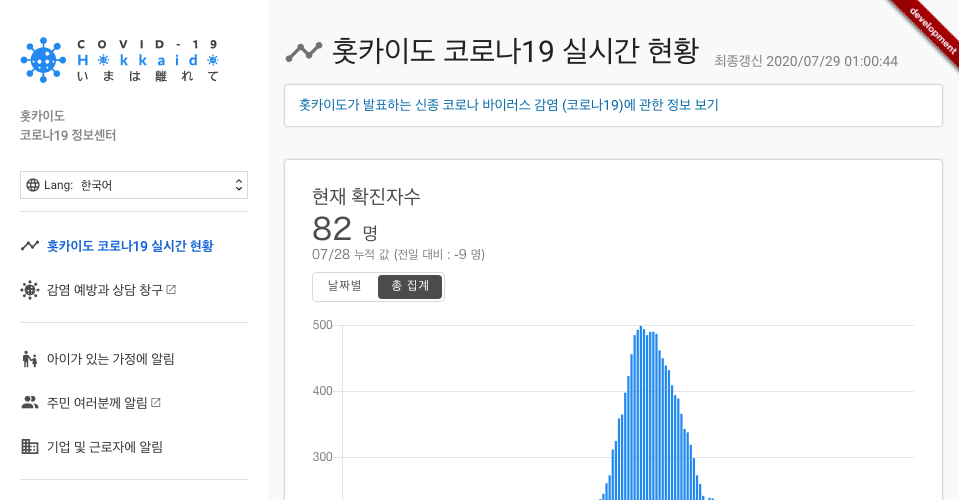 COVID-19
Hokkaido
いまは離れて
홋카이도
코로나19 정보센터
Lang: 한국어
홋카이도 코로나19 실시간 현황
감염 예방과 상담 창구
아이가 있는 가정에 알림
주민 여러분께 알림
기업 및 근로자에 알림
development
홋카이도 코로나19 실시간 현황 최종갱신 2020/07/29 01:00:44
홋카이도가 발표하는 신종 코로나 바이러스 감염 (코로나19)에 관한 정보 보기
현재 확진자수
82 명
07/28 누적 값 (전일 대비 : -9 명)
날짜별 총 집계
500
400
300